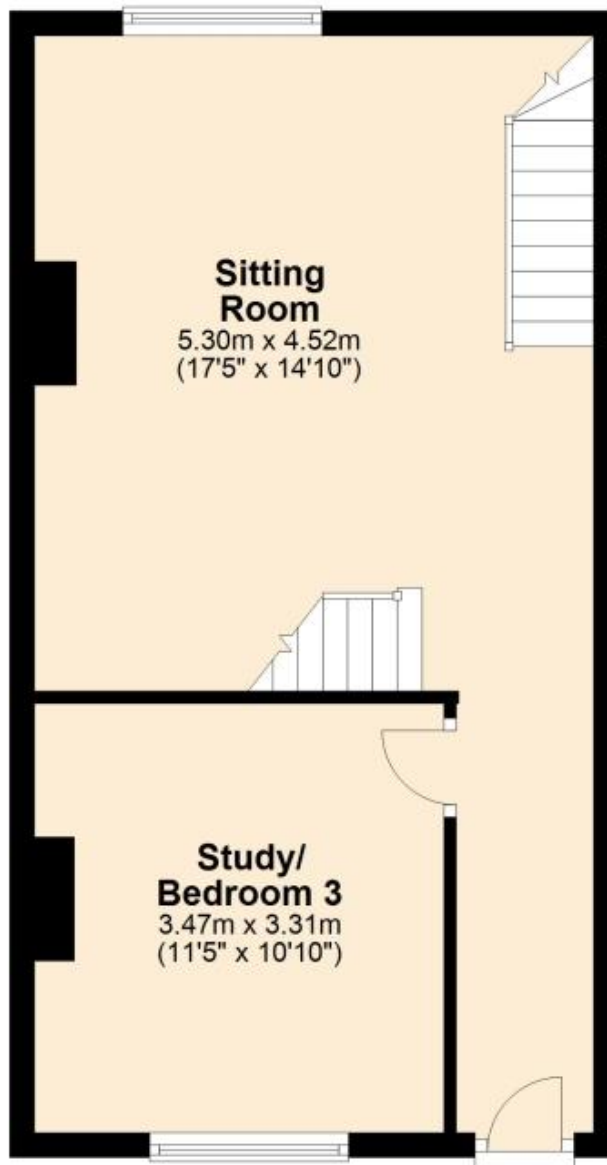 Sitting
Room
5.30m x 4.52m
(17'5" x 14'10")
Study/
Bedroom 3
3.47m x 3.31m
(11'5" x 10'10")